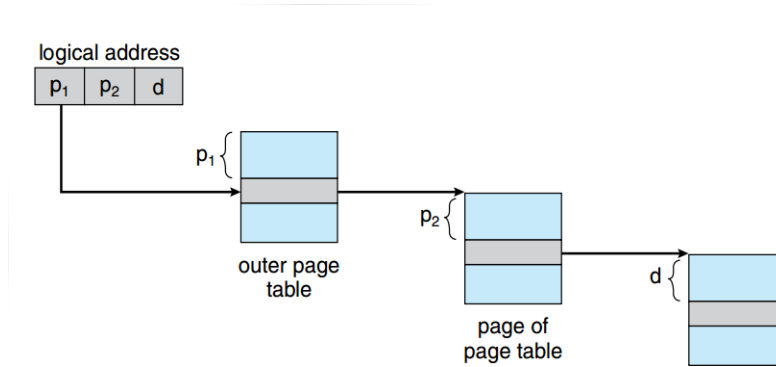 logical address
p₁ p₂ d
p₁
outer page
table
p₂
page of
page table
d